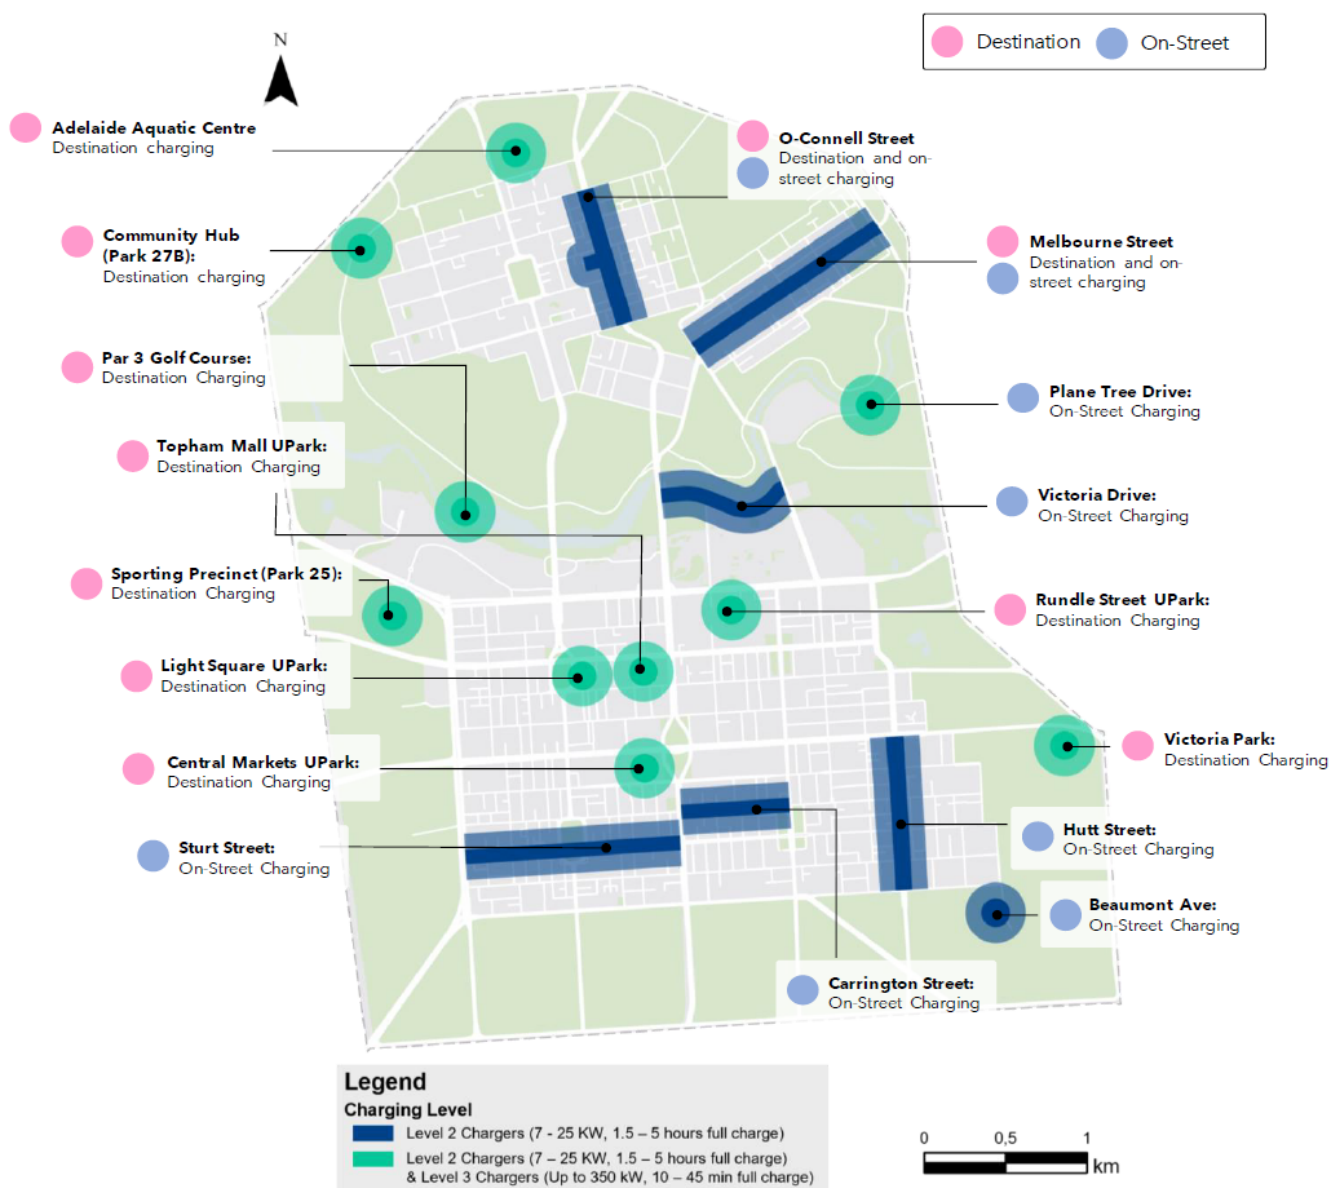 N
Destination
On-Street
Adelaide Aquatic Centre
Destination charging
O-Connell Street
Destination and on-
street charging
Community Hub
(Park 27B):
Destination charging
Melbourne Street
Destination and on-
street charging
Par 3 Golf Course:
Destination Charging
Plane Tree Drive:
On-Street Charging
Topham Mall UPark:
Destination Charging
Victoria Drive:
On-Street Charging
Sporting Precinct (Park 25):
Destination Charging
Rundle Street UPark:
Destination Charging
Light Square UPark:
Destination Charging
Victoria Park:
Destination Charging
Central Markets UPark:
Destination Charging
Hutt Street:
On-Street Charging
Sturt Street:
On-Street Charging
Beaumont Ave:
On-Street Charging
Carrington Street:
On-Street Charging
Legend
Charging Level
Level 2 Chargers (7 - 25 KW, 1.5 – 5 hours full charge)
Level 2 Chargers (7 – 25 KW, 1.5 – 5 hours full charge)
& Level 3 Chargers (Up to 350 kW, 10 – 45 min full charge)
0 0,5 1
km